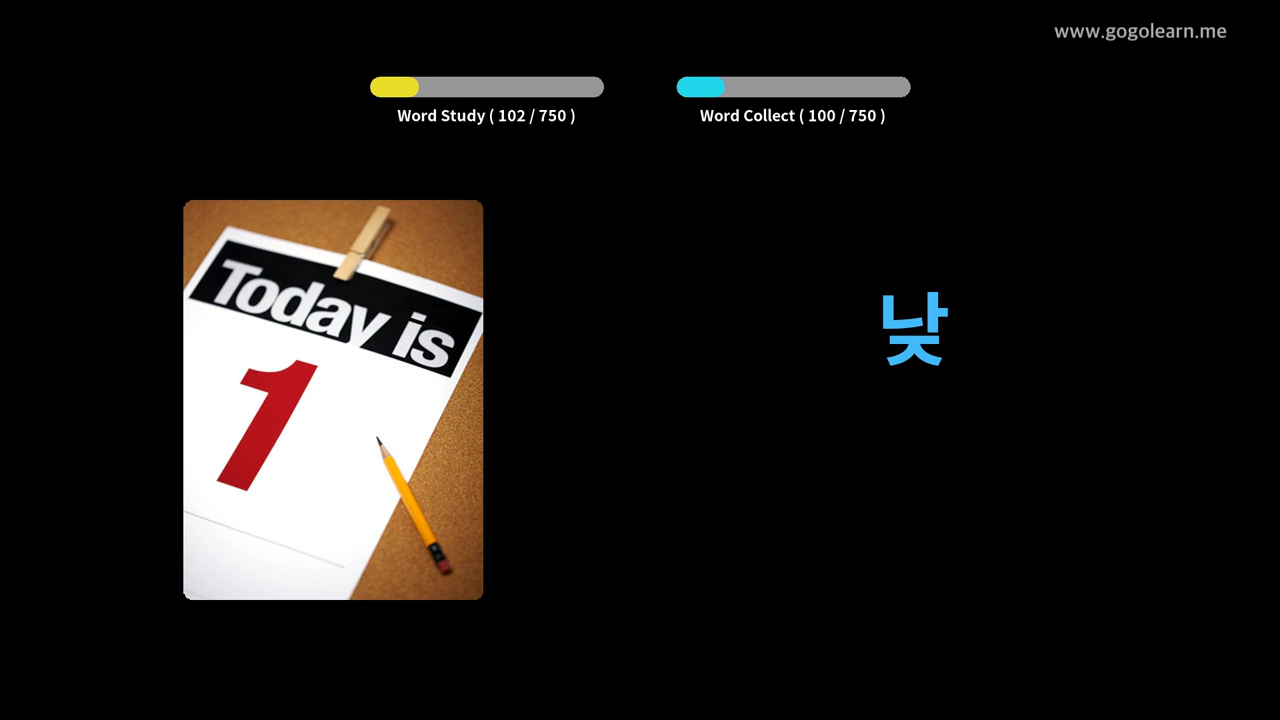 www.gogolearn.me
Word Study ( 102 / 750 )
Word Collect ( 100 / 750 )
Today is
1
낮